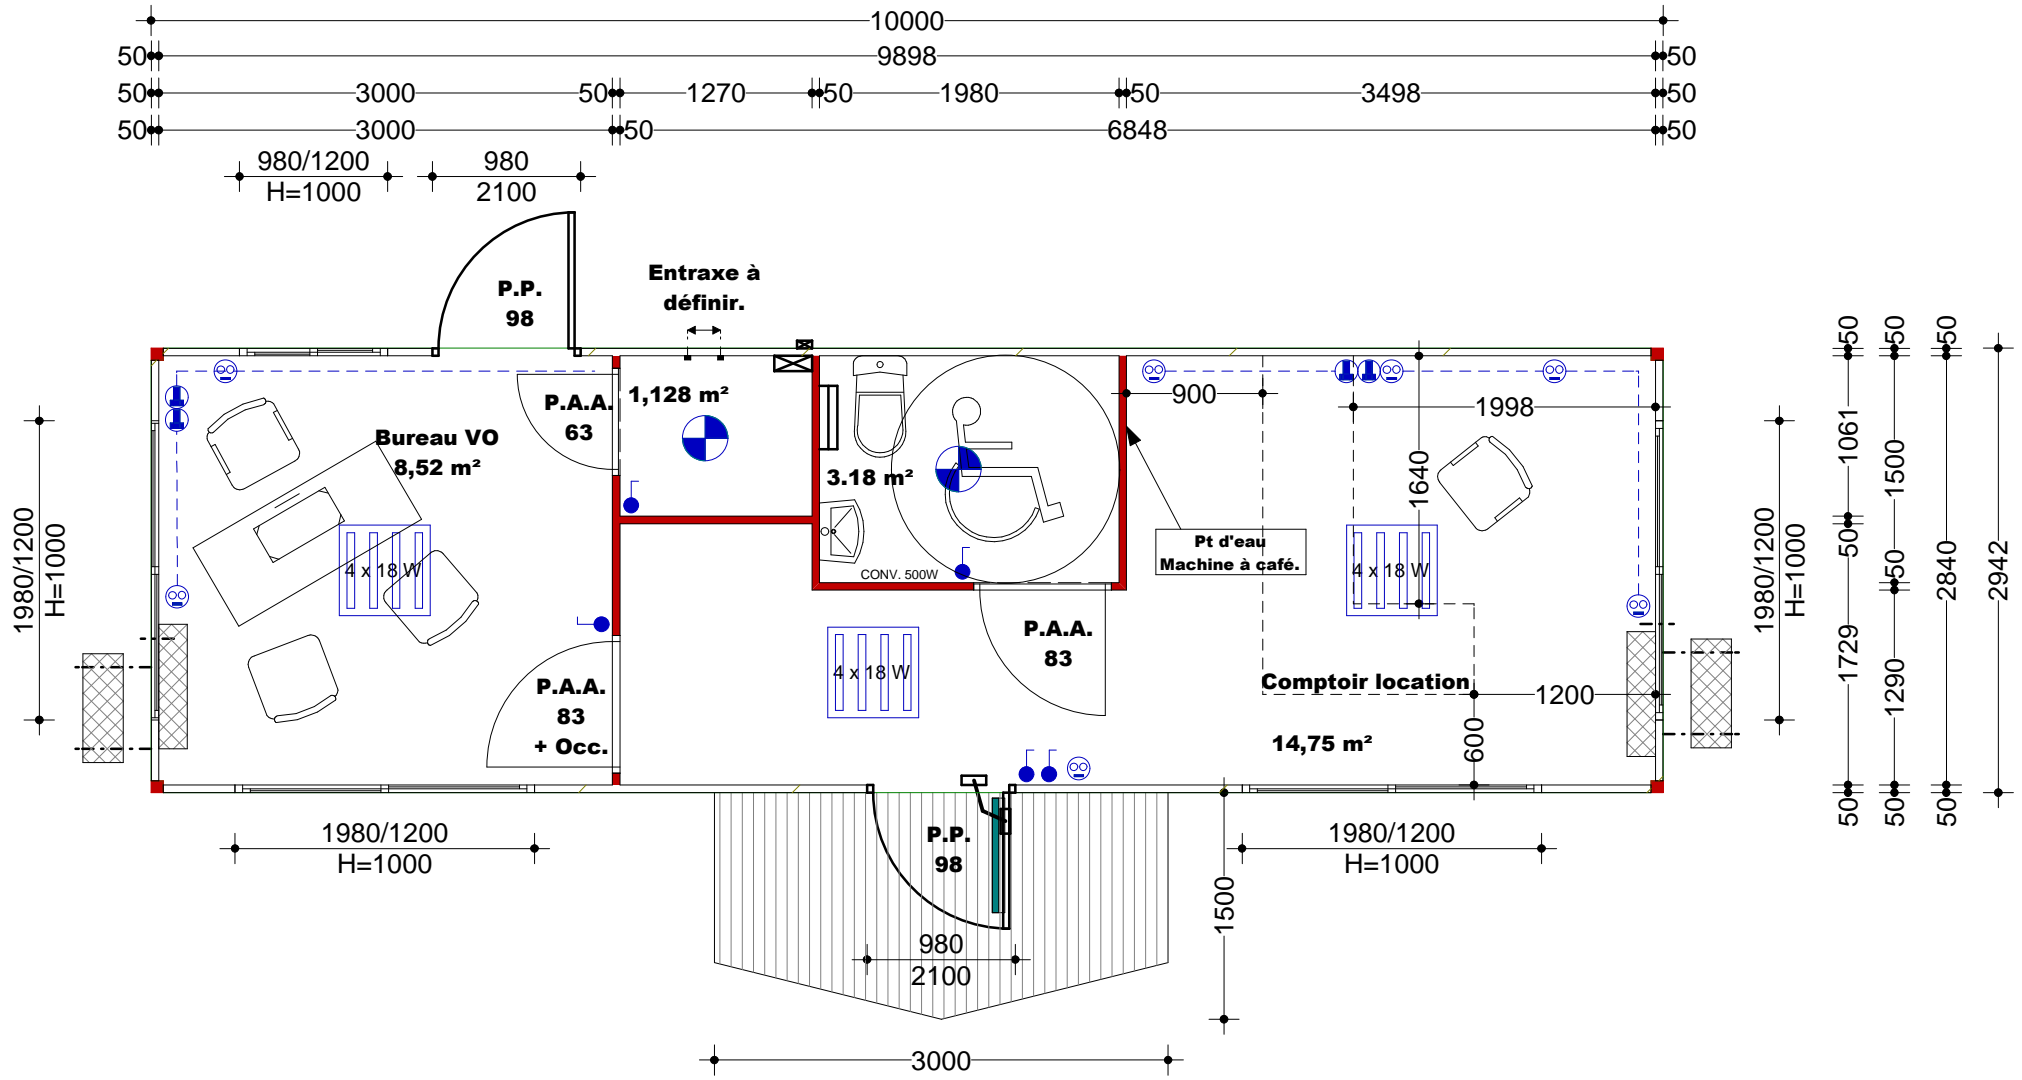 10000
50 9898 50
50 3000 50 1270 50 1980 50 3498 50
50 3000 50 6848 50
980/1200 980
H=1000 2100
P.P.
98
Entraxe à
définir.
P.A.A.
63
1,128 m²
Bureau VO
8,52 m²
3.18 m²
900
1998
1640
4 x 18 W
CONV. 500W
Pt d'eau
Machine à café.
4 x 18 W
P.A.A.
83
4 x 18 W
P.A.A.
83
+ Occ.
Comptoir location
1200
14,75 m²
600
1980/1200
H=1000
1980/1200
H=1000
50 1061 50 1729 50
50 1500 50 1290 50
50 2840 50
2942
1980/1200
H=1000
P.P.
98
980
2100
1980/1200
H=1000
1500
3000